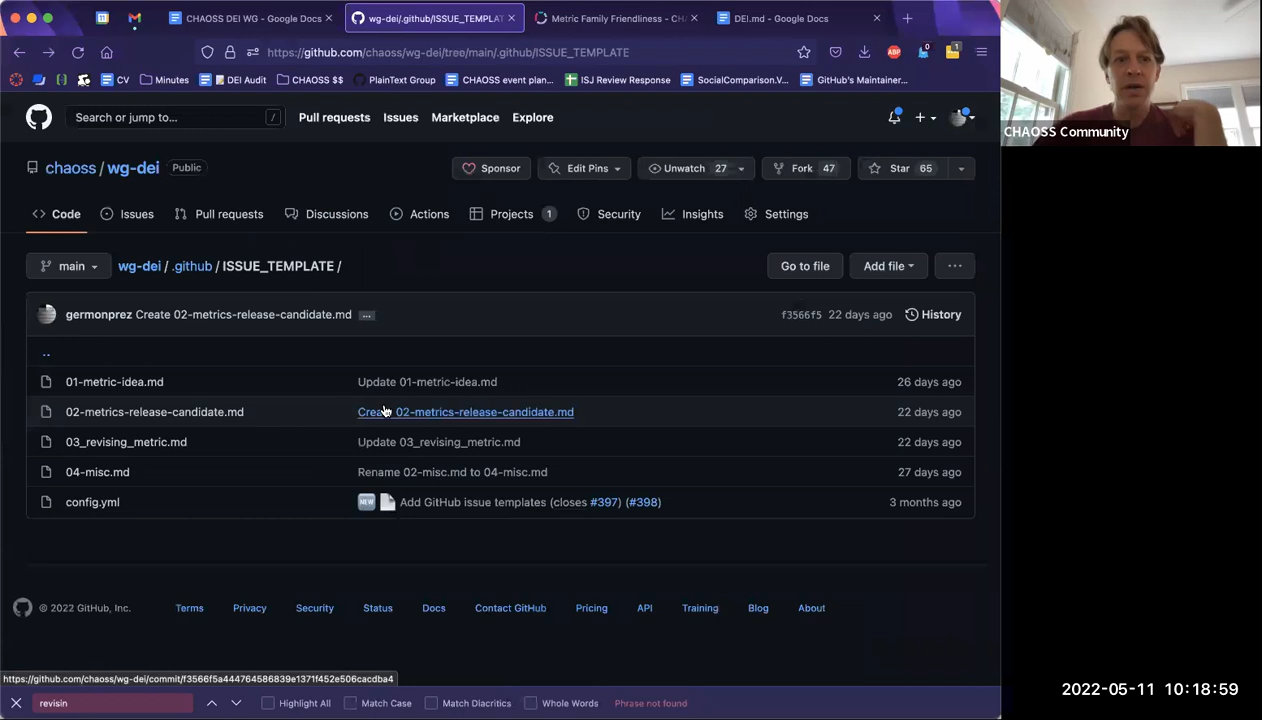 CHAOSS DEI WG - Google Docs
wg-dei/.github/ISSUE_TEMPLAT
Metric Family Friendliness - CHA
DEI.md - Google Docs
https://github.com/chaoss/wg-dei/tree/main/.github/ISSUE_TEMPLATE
ABP
0
1
CV
Minutes
DEI Audit
CHAOSS $$
PlainText Group
CHAOSS event plan...
ISJ Review Response
SocialComparison.V...
GitHub's Maintainer...
Search or jump to...
/
Pull requests
Issues
Marketplace
Explore
chaoss / wg-dei
Public
Sponsor
Edit Pins
Unwatch 27
Fork 47
Star 65
Code
Issues
Pull requests
Discussions
Actions
Projects 1
Security
Insights
Settings
main
wg-dei / .github / ISSUE_TEMPLATE /
Go to file
Add file
...
germonprez Create 02-metrics-release-candidate.md ...
f3566f5 22 days ago
History
..
01-metric-idea.md Update 01-metric-idea.md 26 days ago
02-metrics-release-candidate.md Create 02-metrics-release-candidate.md 22 days ago
03_revising_metric.md Update 03_revising_metric.md 22 days ago
04-misc.md Rename 02-misc.md to 04-misc.md 27 days ago
config.yml NEW Add GitHub issue templates (closes #397) (#398) 3 months ago
© 2022 GitHub, Inc.
Terms
Privacy
Security
Status
Docs
Contact GitHub
Pricing
API
Training
Blog
About
https://github.com/chaoss/wg-dei/commit/f3566f5a444764586839e1371f452e506cacdba4
revisin
Highlight All
Match Case
Match Diacritics
Whole Words
Phrase not found
CHAOSS Community
2022-05-11 10:18:59